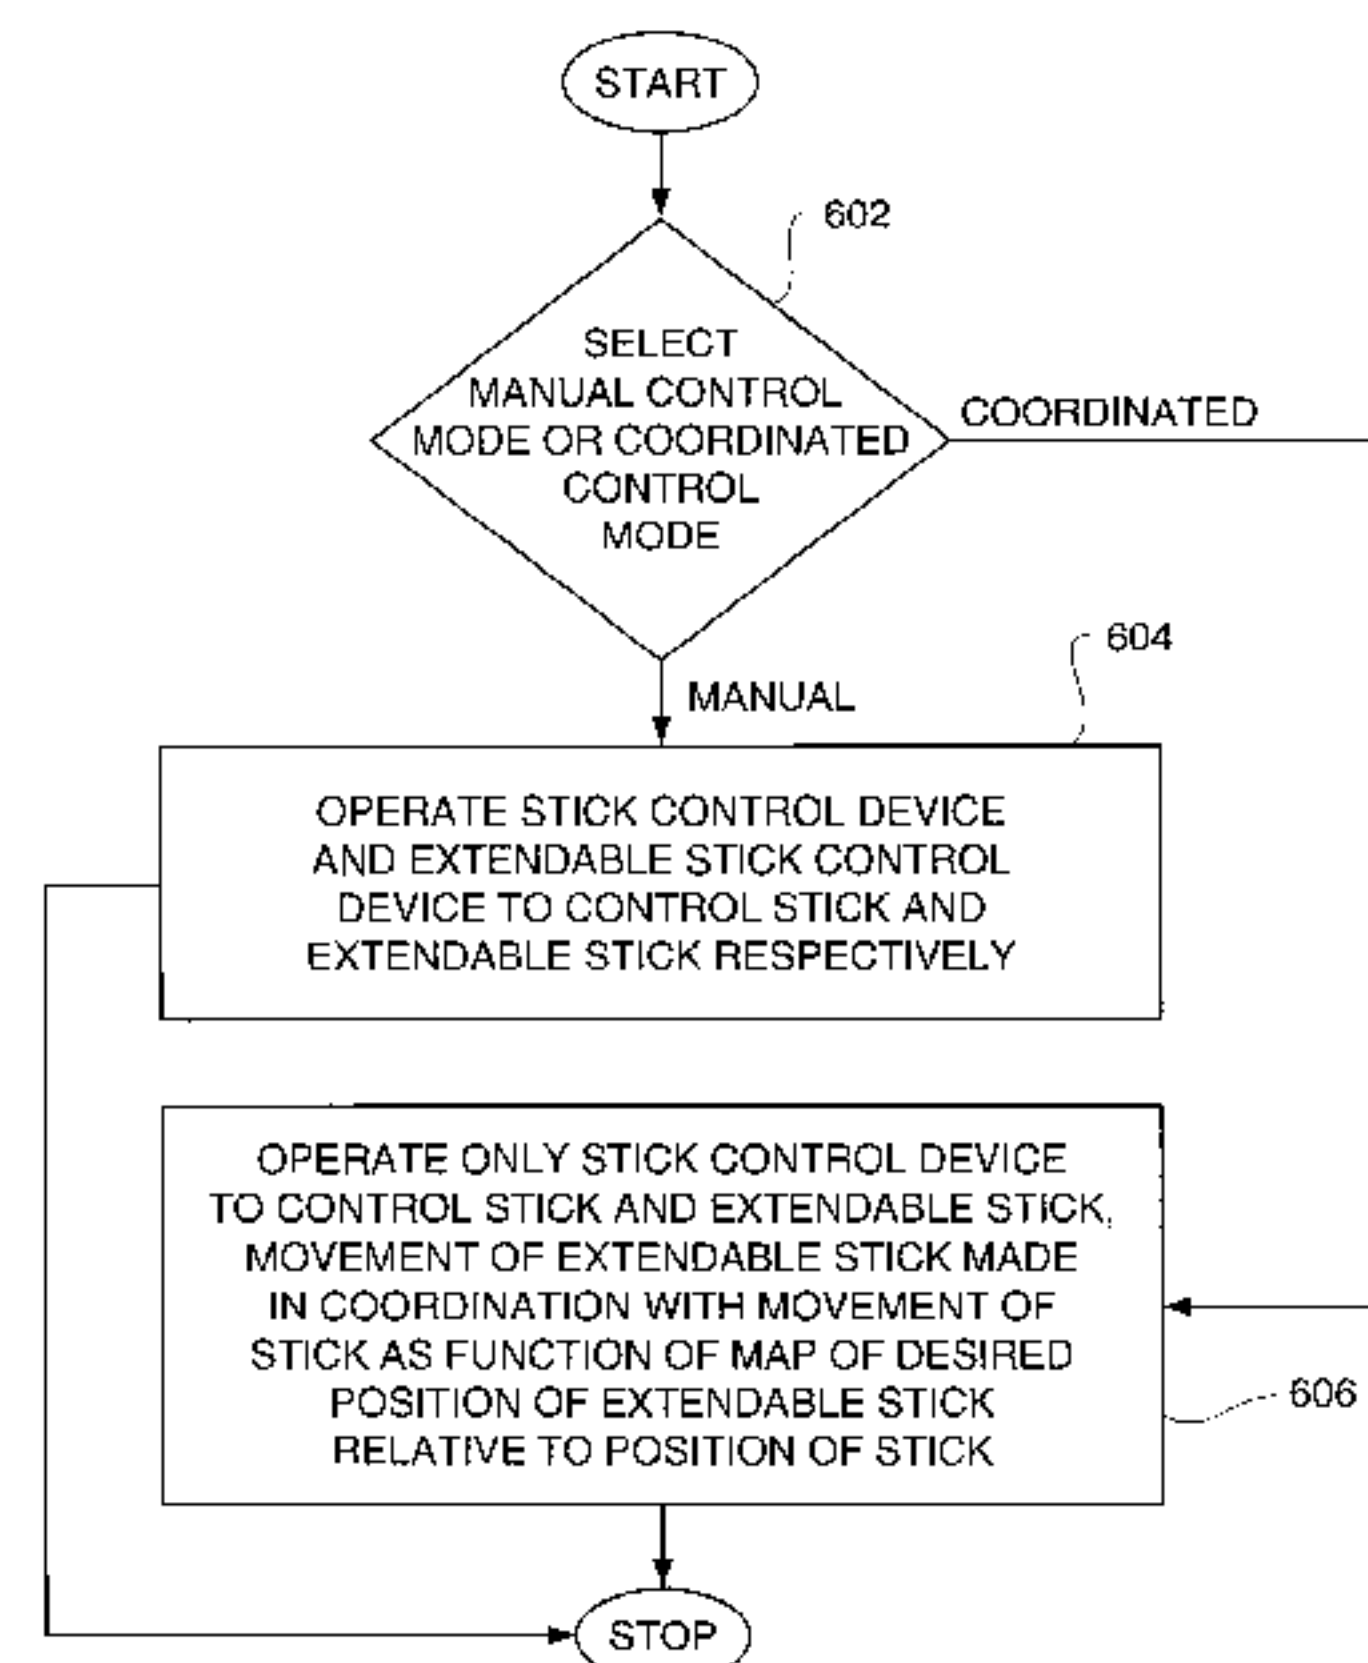 START
602
SELECT
MANUAL CONTROL
MODE OR COORDINATED
CONTROL
MODE
COORDINATED
604
MANUAL
OPERATE STICK CONTROL DEVICE
AND EXTENDABLE STICK CONTROL
DEVICE TO CONTROL STICK AND
EXTENDABLE STICK RESPECTIVELY
OPERATE ONLY STICK CONTROL DEVICE
TO CONTROL STICK AND EXTENDABLE STICK,
MOVEMENT OF EXTENDABLE STICK MADE
IN COORDINATION WITH MOVEMENT OF
STICK AS FUNCTION OF MAP OF DESIRED
POSITION OF EXTENDABLE STICK
RELATIVE TO POSITION OF STICK
606
STOP